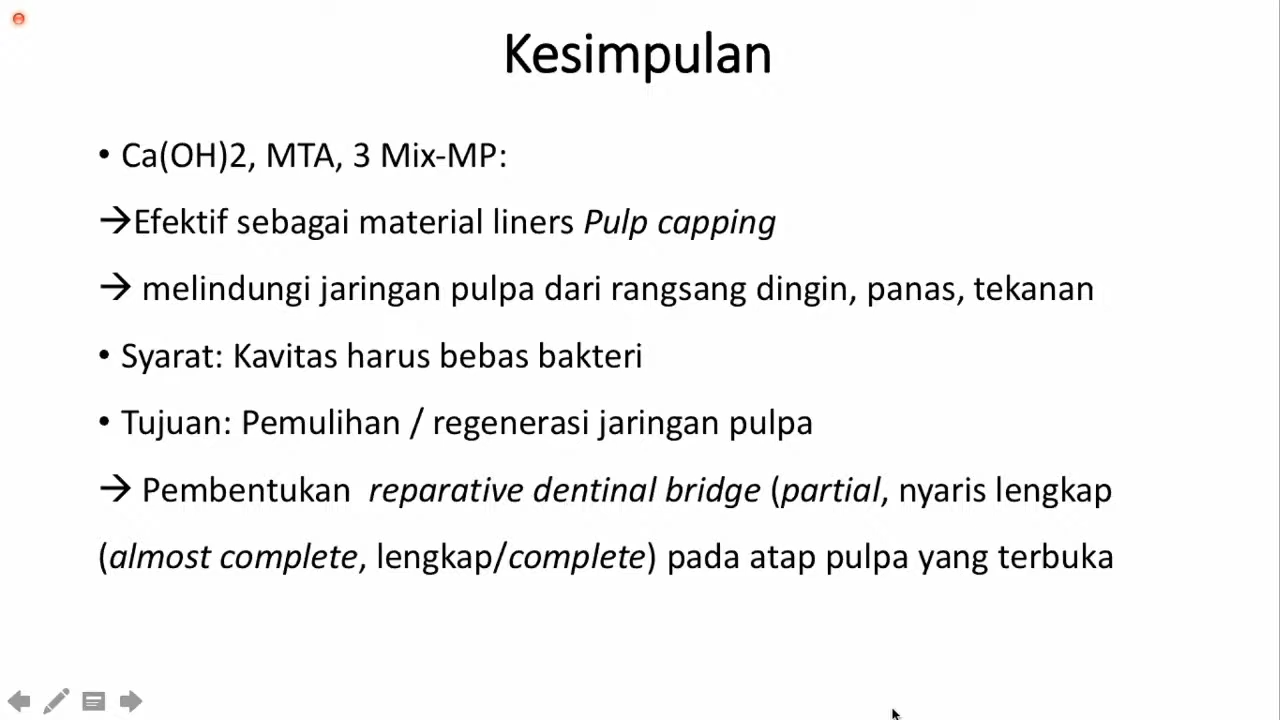 Kesimpulan
• Ca(OH)2, MTA, 3 Mix-MP:
→Efektif sebagai material liners Pulp capping
→ melindungi jaringan pulpa dari rangsang dingin, panas, tekanan
• Syarat: Kavitas harus bebas bakteri
• Tujuan: Pemulihan / regenerasi jaringan pulpa
→ Pembentukan reparative dentinal bridge (partial, nyaris lengkap
(almost complete, lengkap/complete) pada atap pulpa yang terbuka